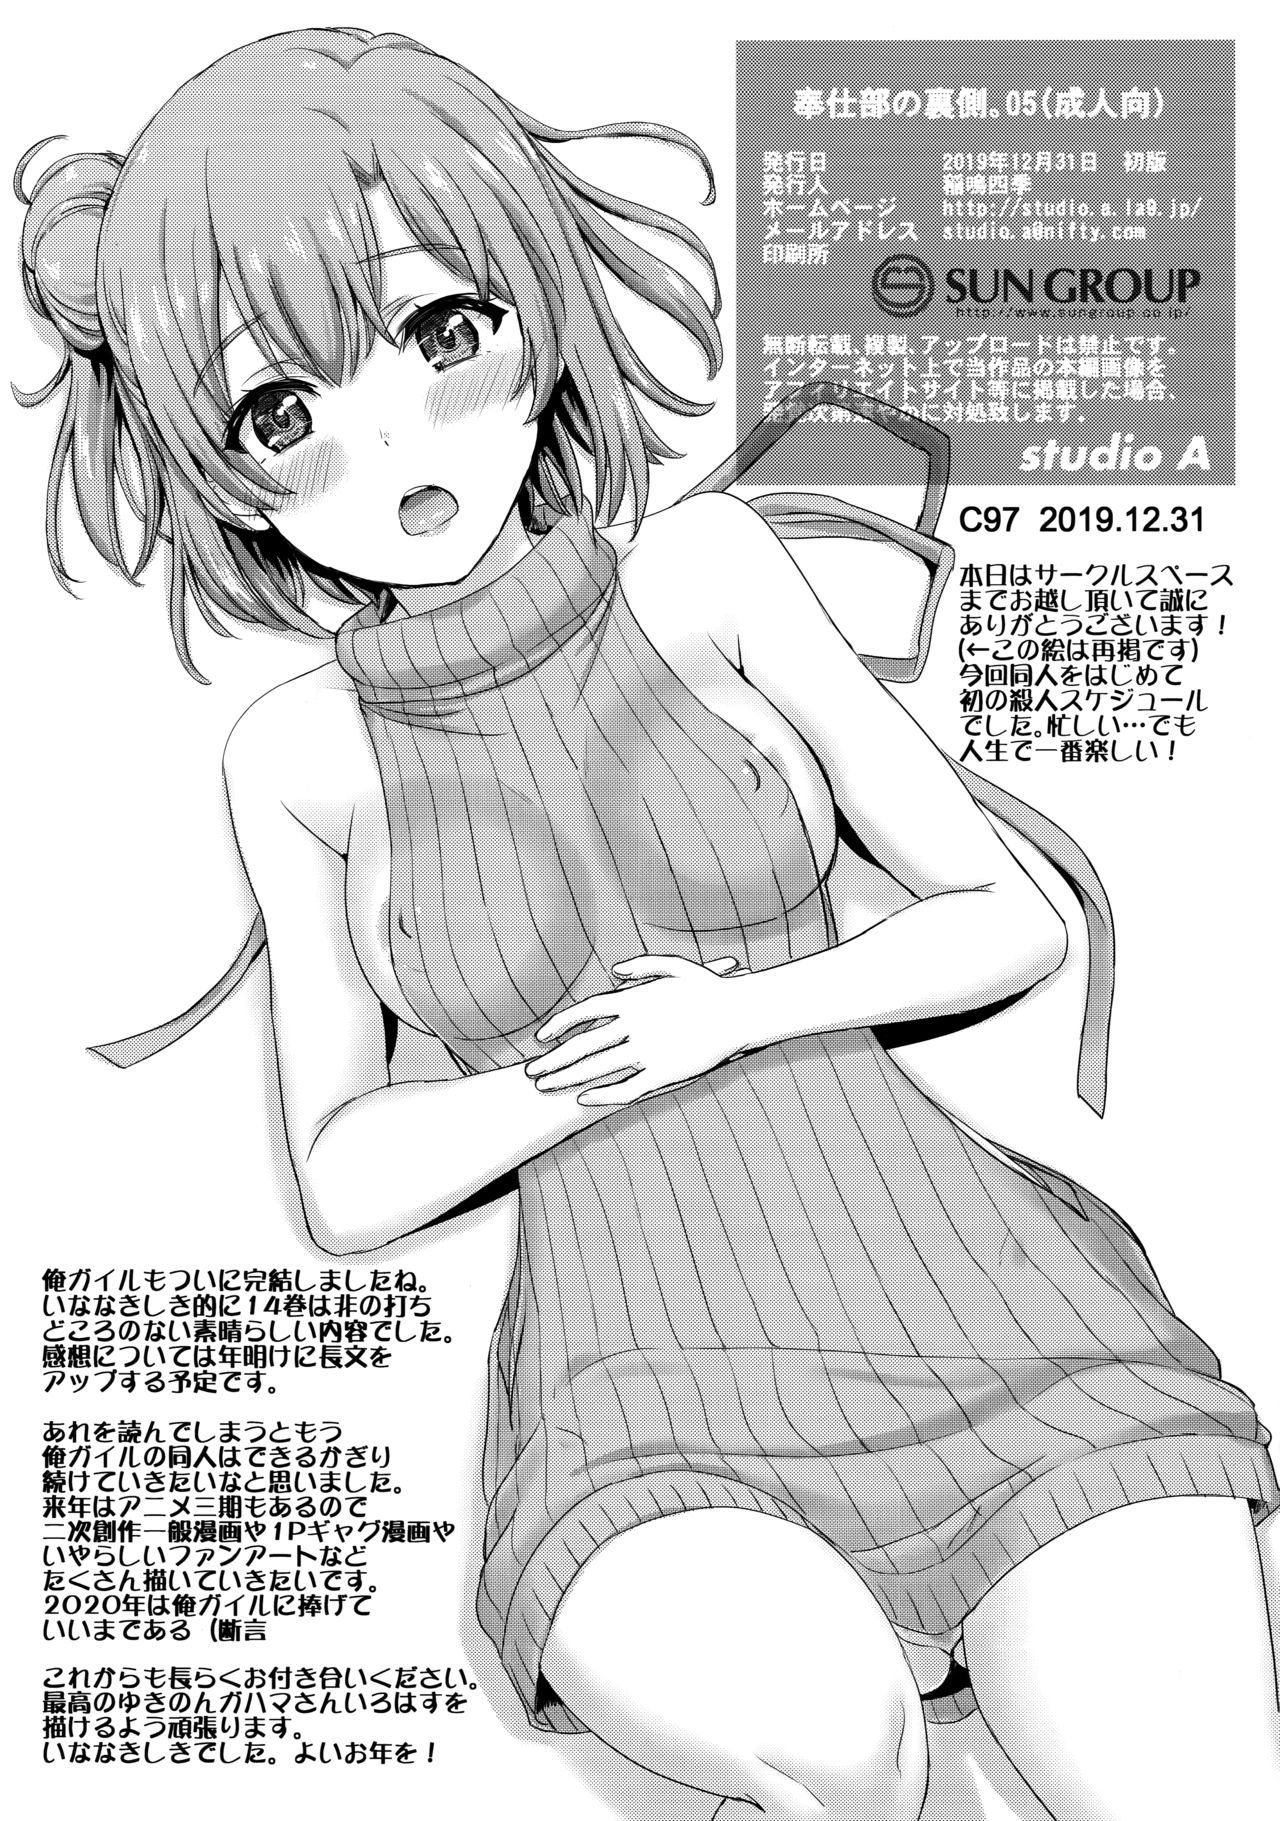 奉仕部の裏側。05(成人向)
発行日 2019年12月31日 初版
発行人 稲鳴四季
ホームページ http://studio.a.la9.jp/
メールアドレス studio.a@nifty.com
印刷所
SUN GROUP
http://www.sungroup.co.jp/
無断転載、複製、アップロードは禁止です。
インターネット上で当作品の本編画像を
アフィリエイトサイト等に掲載した場合、
に対処致します。
studio A
C97 2019.12.31
本日はサークルスペース
までお越し頂いて誠に
ありがとうございます！
(←この絵は再掲です)
今回同人をはじめて
初の殺人スケジュール
でした。忙しい…でも
人生で一番楽しい！
俺ガイルもついに完結しましたね。
いななきしき的に14巻は非の打ち
どころのない素晴らしい内容でした。
感想については年明けに長文を
アップする予定です。
あれを読んでしまうともう
俺ガイルの同人はできるかぎり
続けていきたいなと思いました。
来年はアニメ三期もあるので
二次創作一般漫画や1Pギャグ漫画や
いやらしいファンアートなど
たくさん描いていきたいです。
2020年は俺ガイルに捧げて
いいまである（断言
これからも長らくお付き合いください。
最高のゆきのんガハマさんいろはすを
描けるよう頑張ります。
いななきしきでした。よいお年を！